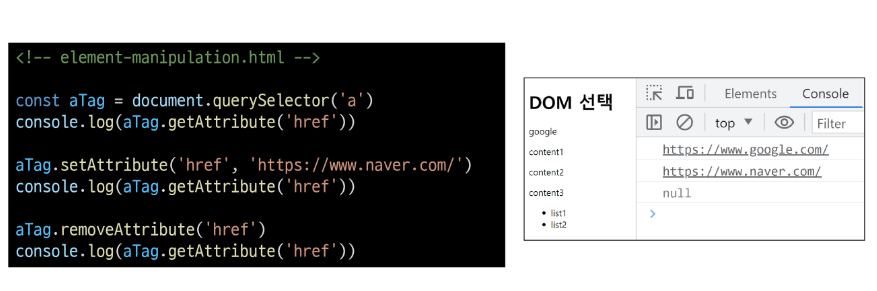 <!-- element-manipulation.html -->
const aTag = document.querySelector('a')
console.log(aTag.getAttribute('href'))
aTag.setAttribute('href', 'https://www.naver.com/')
console.log(aTag.getAttribute('href'))
aTag.removeAttribute('href')
console.log(aTag.getAttribute('href'))
DOM 선택
google
content1
content2
content3
list1
list2
Elements Console
top Filter
https://www.google.com/
https://www.naver.com/
null